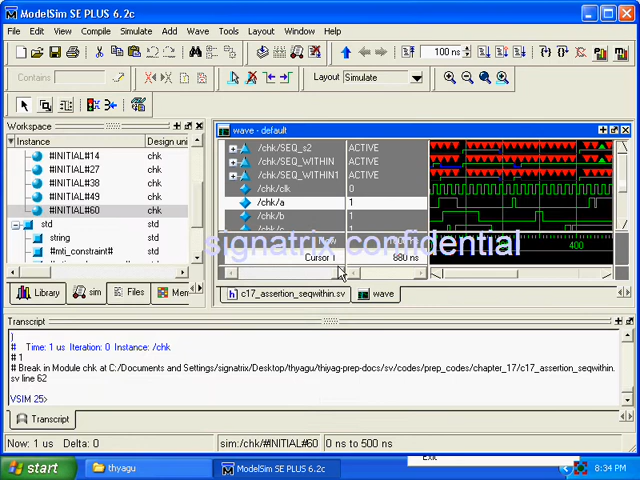 ModelSim SE PLUS 6.2c
File Edit View Compile Simulate Add Wave Tools Layout Window Help
100 ns
Contains
Layout Simulate
Workspace
Instance Design uni
#INITIAL#14 chk
#INITIAL#27 chk
#INITIAL#38 chk
#INITIAL#49 chk
#INITIAL#60 chk
std std
string std
#mti_constraint# std
Library sim Files Mem
wave - default
/chk/SEQ_s2 ACTIVE
/chk/SEQ_WITHIN ACTIVE
/chk/SEQ_WITHIN1 ACTIVE
/chk/clk 0
/chk/a 1
/chk/b 1
signatrix confidential
400
Cursor 1 880 ns
c17_assertion_seqwithin.sv wave
Transcript
)
# Time: 1 us Iteration: 0 Instance: /chk
# 1
# Break in Module chk at C:/Documents and Settings/signatrix/Desktop/thyagu/thiyag-prep-docs/sv/codes/prep_codes/chapter_17/c17_assertion_seqwithin.
sv line 62
VSIM 25>
Transcript
Now: 1 us Delta: 0 sim:/chk/#INITIAL#60 0 ns to 500 ns
Exit
start thyagu ModelSim SE PLUS 6.2c 8:34 PM